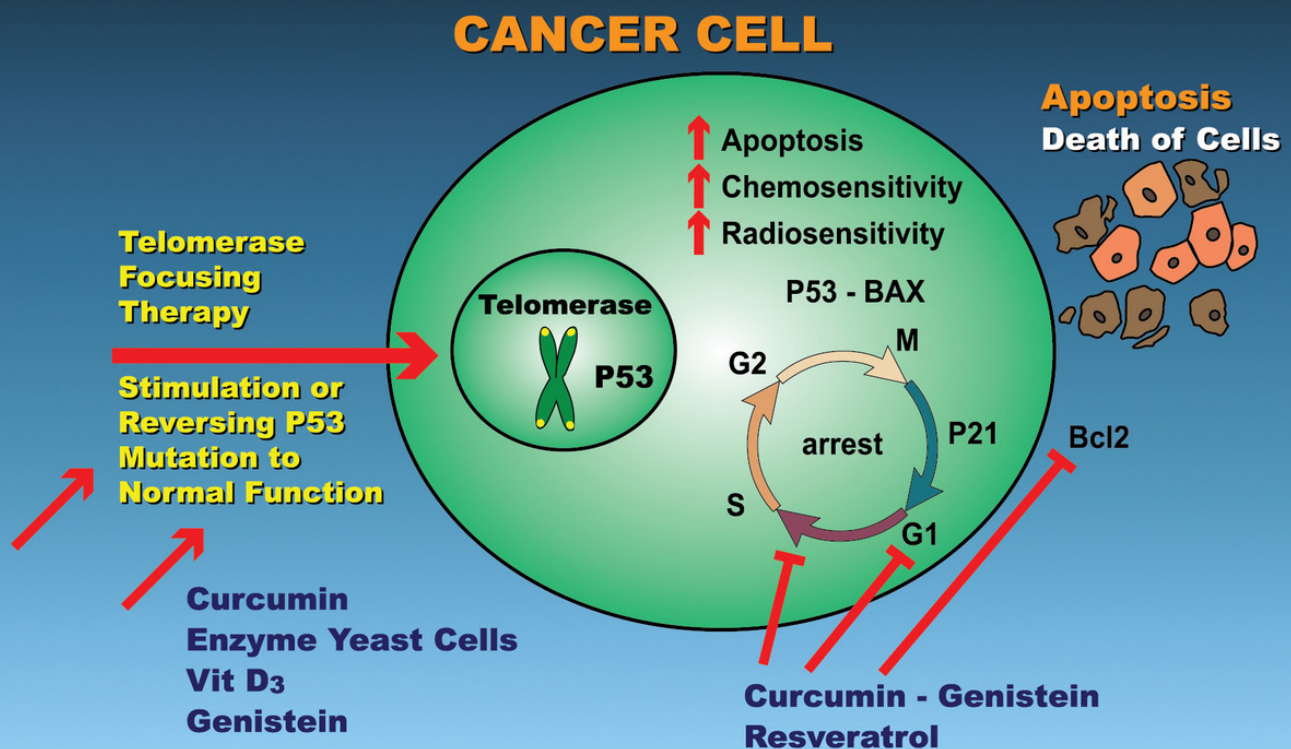 CANCER CELL
Apoptosis
Death of Cells
Apoptosis
Chemosensitivity
Radiosensitivity
Telomerase
Focusing
Therapy
Stimulation or
Reversing P53
Mutation to
Normal Function
Telomerase
P53
P53 - BAX
M
G2
P21
arrest
S
G1
Bcl2
Curcumin
Enzyme Yeast Cells
Vit D₃
Genistein
Curcumin - Genistein
Resveratrol